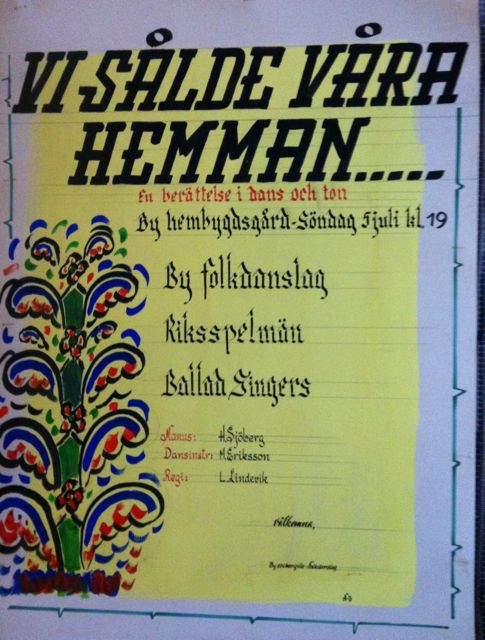 VI SÅLDE VÅRA
HEMMAN.....
En berättelse i dans och ton
By hembygdsgård-Söndag 5 juli kl. 19
By folkdanslag
Riksspelmän
Ballad Singers
Manus: H.Sjöberg
Dansinstr: M.Eriksson
Regi: L.Lindevik
Välkomna,
By